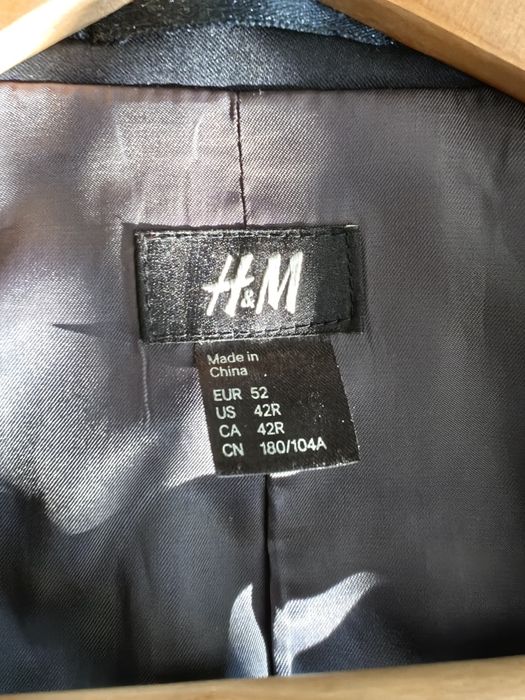 H&M
Made in
China
EUR 52
US 42R
CA 42R
CN 180/104A